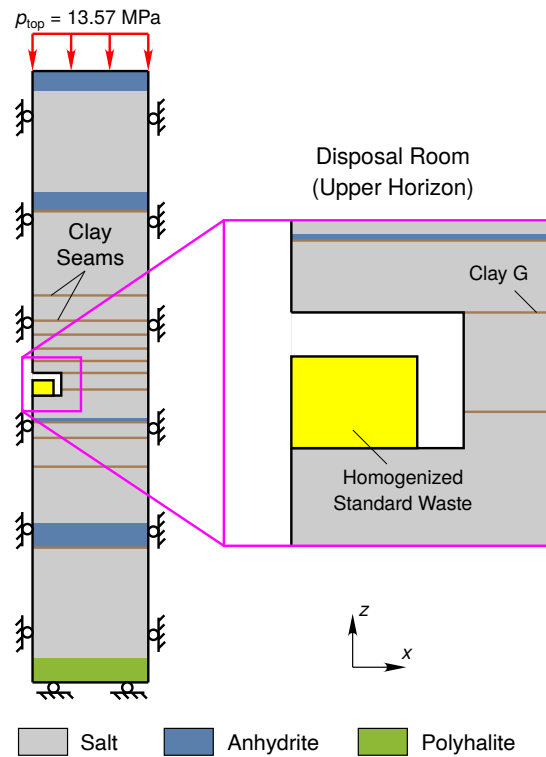 p_top = 13.57 MPa
Disposal Room
(Upper Horizon)
Clay
Seams
Clay G
Homogenized
Standard Waste
z
x
Salt
Anhydrite
Polyhalite